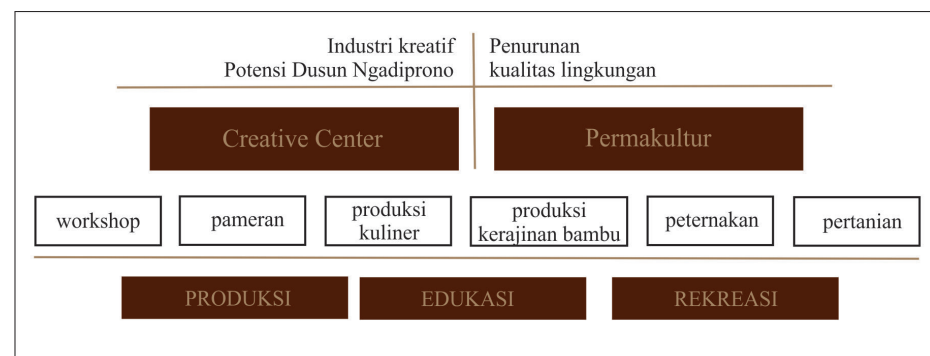 Industri kreatif
Potensi Dusun Ngadiprono
Penurunan
kualitas lingkungan
Creative Center
Permakultur
workshop
pameran
produksi
kuliner
produksi
kerajinan bambu
peternakan
pertanian
PRODUKSI
EDUKASI
REKREASI